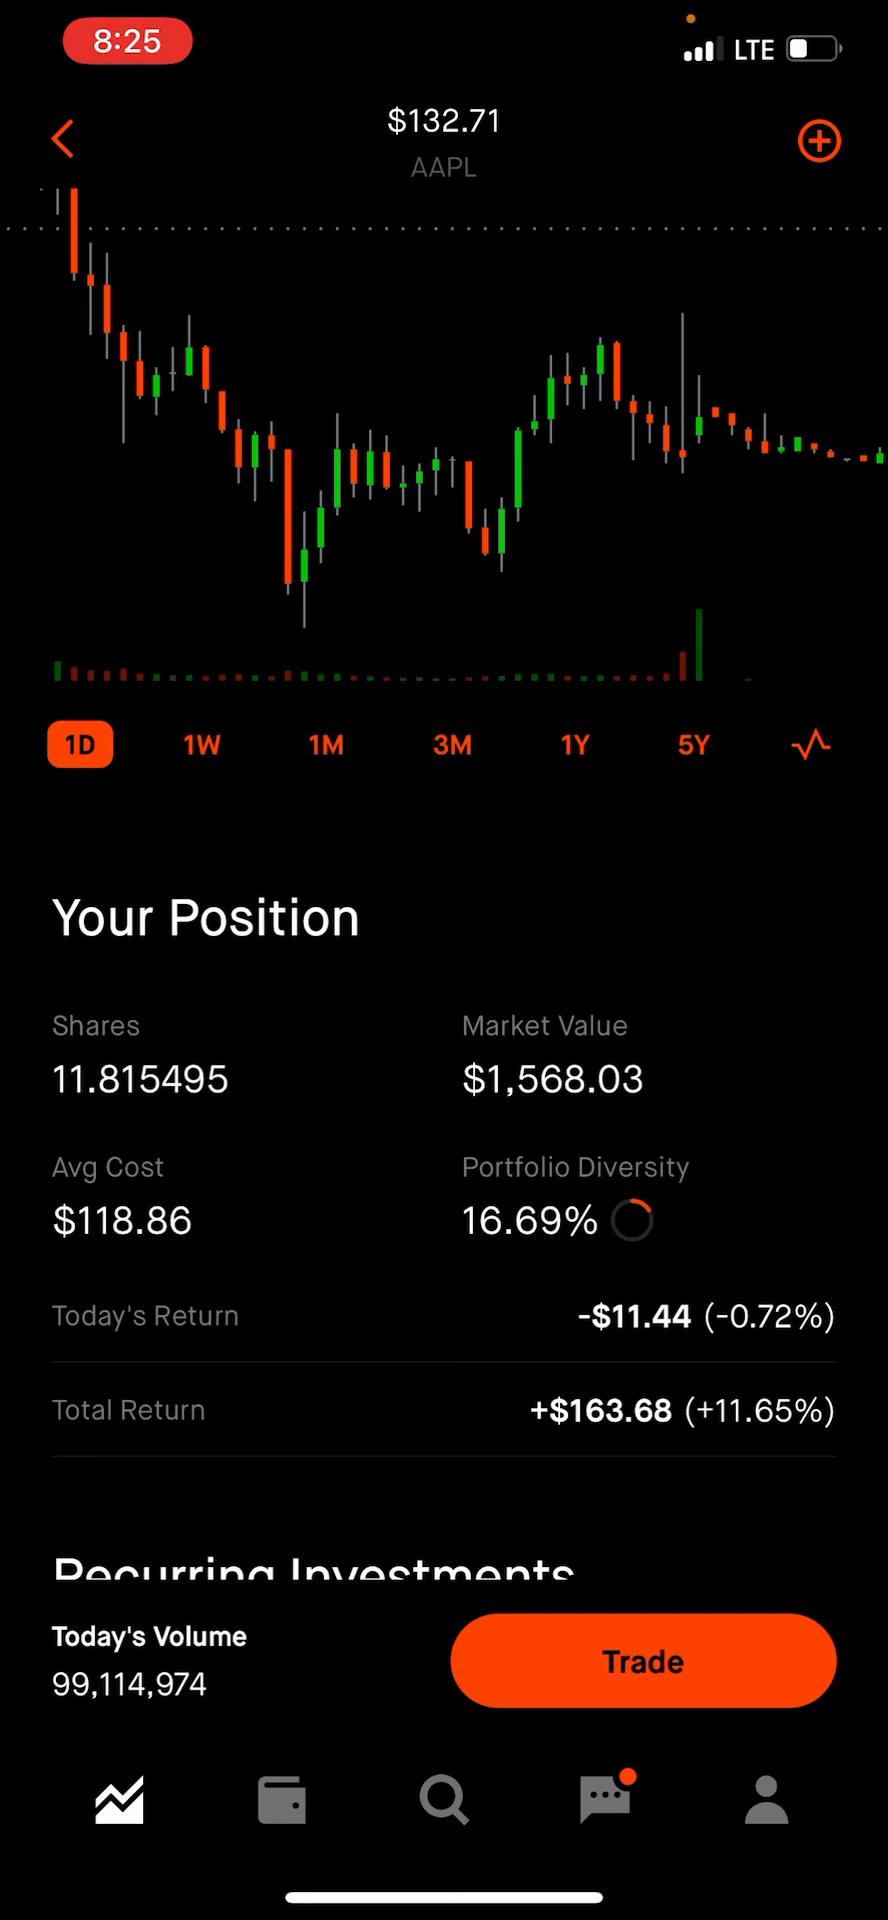 8:25
LTE
$132.71
AAPL
1D 1W 1M 3M 1Y 5Y
Your Position
Shares Market Value
11.815495 $1,568.03
Avg Cost Portfolio Diversity
$118.86 16.69%
Today's Return -$11.44 (-0.72%)
Total Return +$163.68 (+11.65%)
Recurring Investments
Today's Volume
99,114,974
Trade